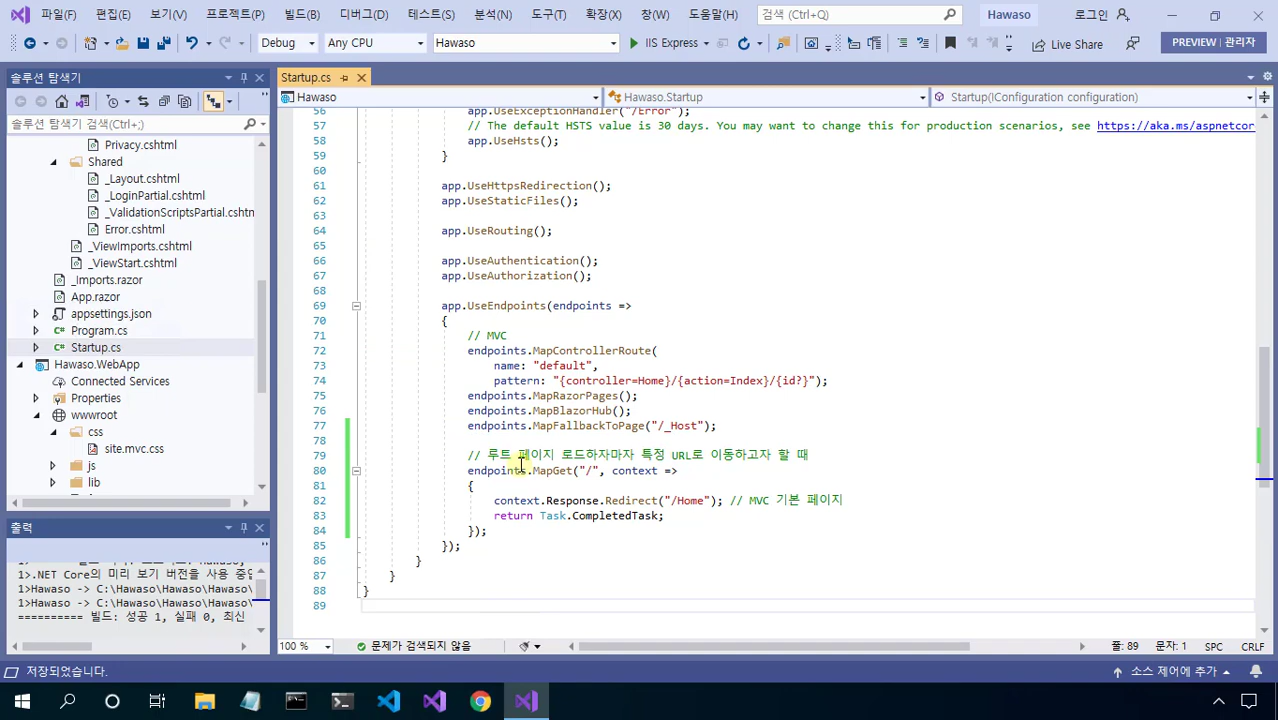 파일(F) 편집(E) 보기(V) 프로젝트(P) 빌드(B) 디버그(D) 테스트(S) 분석(N) 도구(T) 확장(X) 창(W) 도움말(H) 검색 (Ctrl+Q) Hawaso 로그인
Debug Any CPU Hawaso IIS Express Live Share PREVIEW 관리자
솔루션 탐색기
솔루션 탐색기 검색(Ctrl+;)
Privacy.cshtml
Shared
_Layout.cshtml
_LoginPartial.cshtml
_ValidationScriptsPartial.cshtn
Error.cshtml
_ViewImports.cshtml
_ViewStart.cshtml
_Imports.razor
App.razor
appsettings.json
Program.cs
Startup.cs
Hawaso.WebApp
Connected Services
Properties
wwwroot
css
site.mvc.css
js
lib
출력
1>.NET Core의 미리 보기 버전을 사용 중입
1>Hawaso -> C:\Hawaso\Hawaso\Hawaso\
1>Hawaso -> C:\Hawaso\Hawaso\Hawaso\
========== 빌드: 성공 1, 실패 0, 최신
Startup.cs
Hawaso Hawaso.Startup Startup(IConfiguration configuration)
56 app.UseExceptionHandler("/Error");
57 // The default HSTS value is 30 days. You may want to change this for production scenarios, see https://aka.ms/aspnetcor
58 app.UseHsts();
59 }
60
61 app.UseHttpsRedirection();
62 app.UseStaticFiles();
63
64 app.UseRouting();
65
66 app.UseAuthentication();
67 app.UseAuthorization();
68
69 app.UseEndpoints(endpoints =>
70 {
71 // MVC
72 endpoints.MapControllerRoute(
73 name: "default",
74 pattern: "{controller=Home}/{action=Index}/{id?}");
75 endpoints.MapRazorPages();
76 endpoints.MapBlazorHub();
77 endpoints.MapFallbackToPage("/_Host");
78
79 // 루트 페이지 로드하자마자 특정 URL로 이동하고자 할 때
80 endpoints.MapGet("/", context =>
81 {
82 context.Response.Redirect("/Home"); // MVC 기본 페이지
83 return Task.CompletedTask;
84 });
85 });
86 }
87 }
88 }
89
100 % 문제가 검색되지 않음 줄: 89 문자: 1 SPC CRLF
저장되었습니다. 소스 제어에 추가